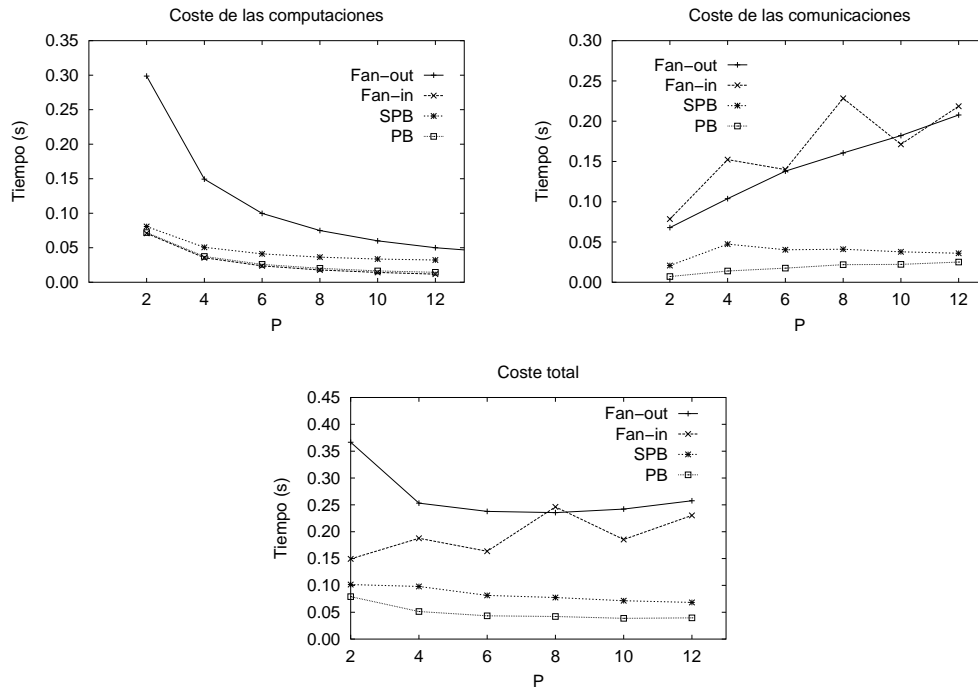 Coste de las computaciones
0.35
0.30
0.25
0.20
0.15
0.10
0.05
0.00
Tiempo (s)
2 4 6 8 10 12
P
Fan−out
Fan−in
SPB
PB
Coste de las comunicaciones
0.30
0.25
0.20
0.15
0.10
0.05
0.00
Tiempo (s)
2 4 6 8 10 12
P
Fan−out
Fan−in
SPB
PB
Coste total
0.45
0.40
0.35
0.30
0.25
0.20
0.15
0.10
0.05
0.00
Tiempo (s)
2 4 6 8 10 12
P
Fan−out
Fan−in
SPB
PB